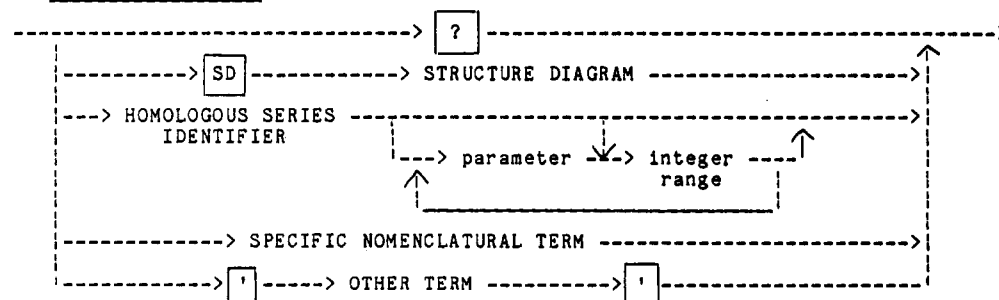 ?
SD STRUCTURE DIAGRAM
HOMOLOGOUS SERIES
IDENTIFIER
parameter integer
range
SPECIFIC NOMENCLATURAL TERM
' OTHER TERM '